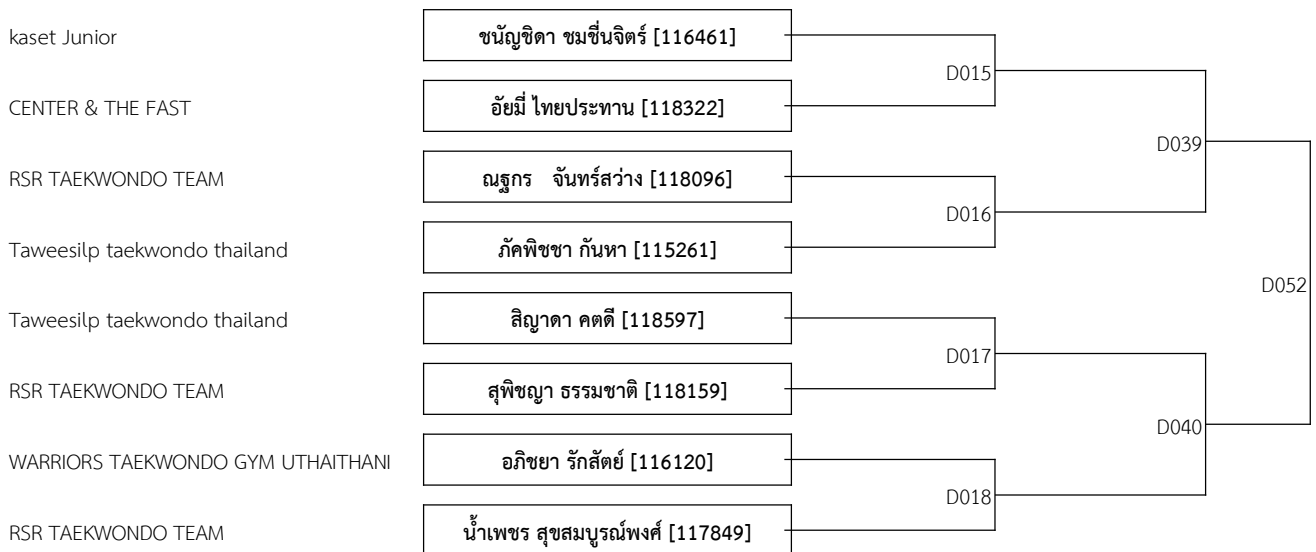 kaset Junior
ชนัญชิดา ชมชื่นจิตร์ [116461]
D015
CENTER & THE FAST
อัยมี่ ไทยประทาน [118322]
D039
RSR TAEKWONDO TEAM
ณฐกร จันทร์สว่าง [118096]
D016
Taweesilp taekwondo thailand
ภัคพิชชา กันหา [115261]
D052
Taweesilp taekwondo thailand
สิญาดา คตดี [118597]
D017
RSR TAEKWONDO TEAM
สุพิชญา ธรรมชาติ [118159]
D040
WARRIORS TAEKWONDO GYM UTHAITHANI
อภิชยา รักสัตย์ [116120]
D018
RSR TAEKWONDO TEAM
น้ำเพชร สุขสมบูรณ์พงศ์ [117849]